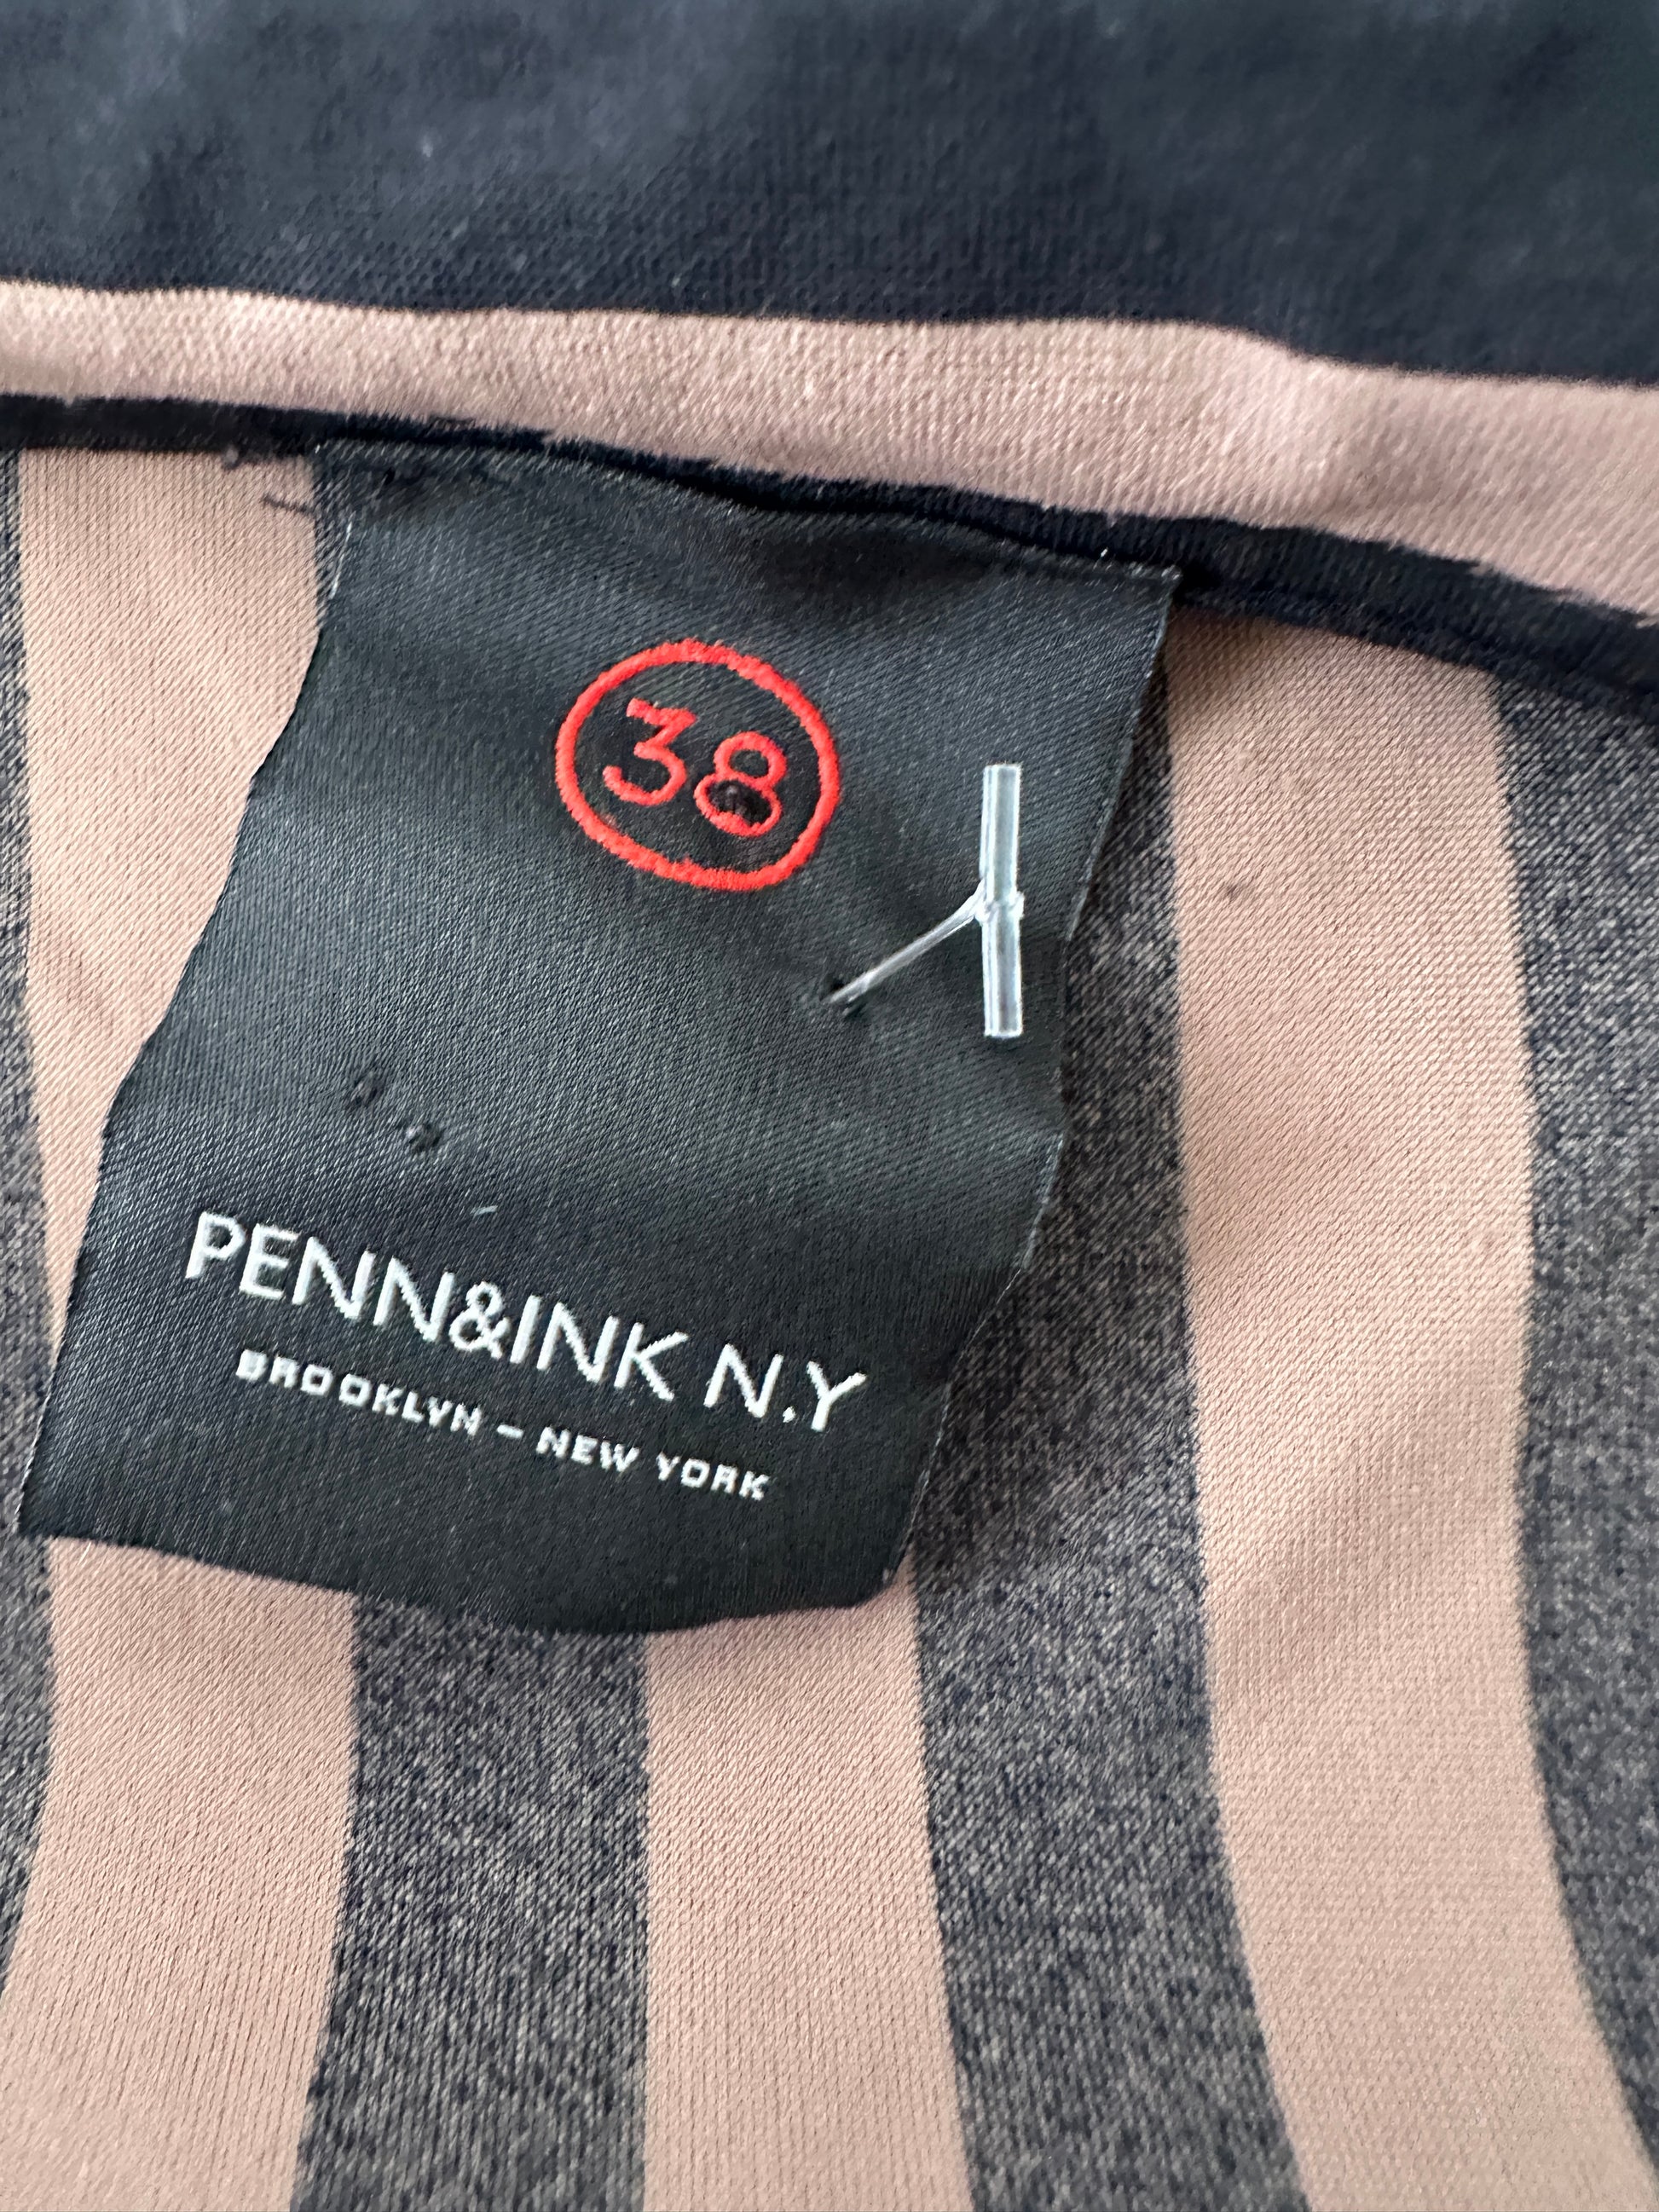 38
PENN&INK N.Y
BROOKLYN – NEW YORK